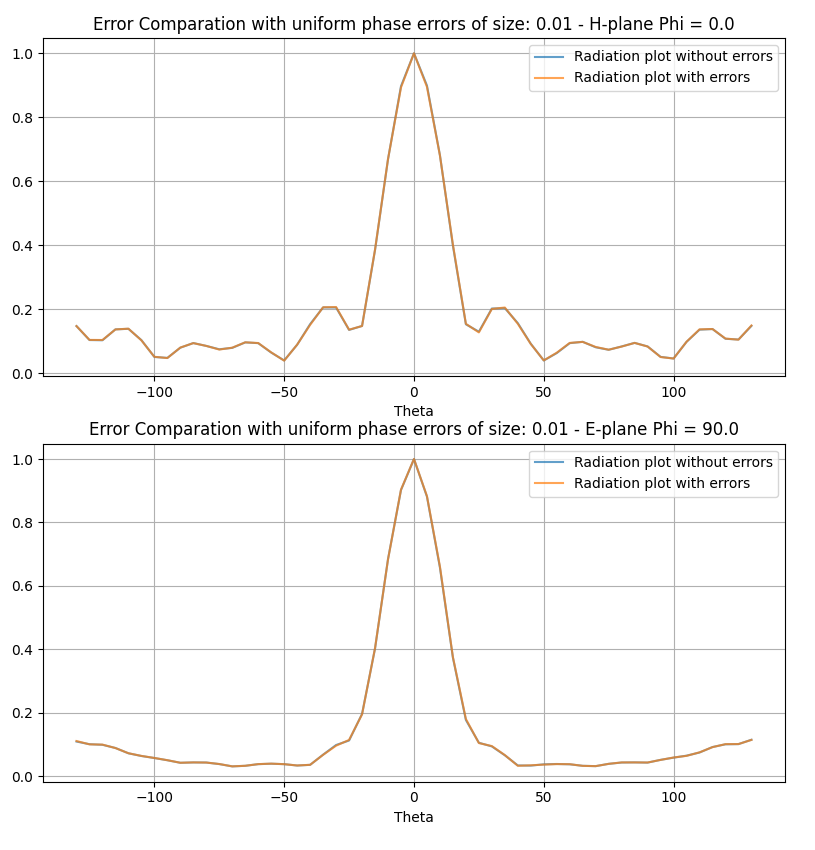 Error Comparation with uniform phase errors of size: 0.01 - H-plane Phi = 0.0
Radiation plot without errors
Radiation plot with errors
1.0
0.8
0.6
0.4
0.2
0.0
−100 −50 0 50 100
Theta
Error Comparation with uniform phase errors of size: 0.01 - E-plane Phi = 90.0
Radiation plot without errors
Radiation plot with errors
1.0
0.8
0.6
0.4
0.2
0.0
−100 −50 0 50 100
Theta